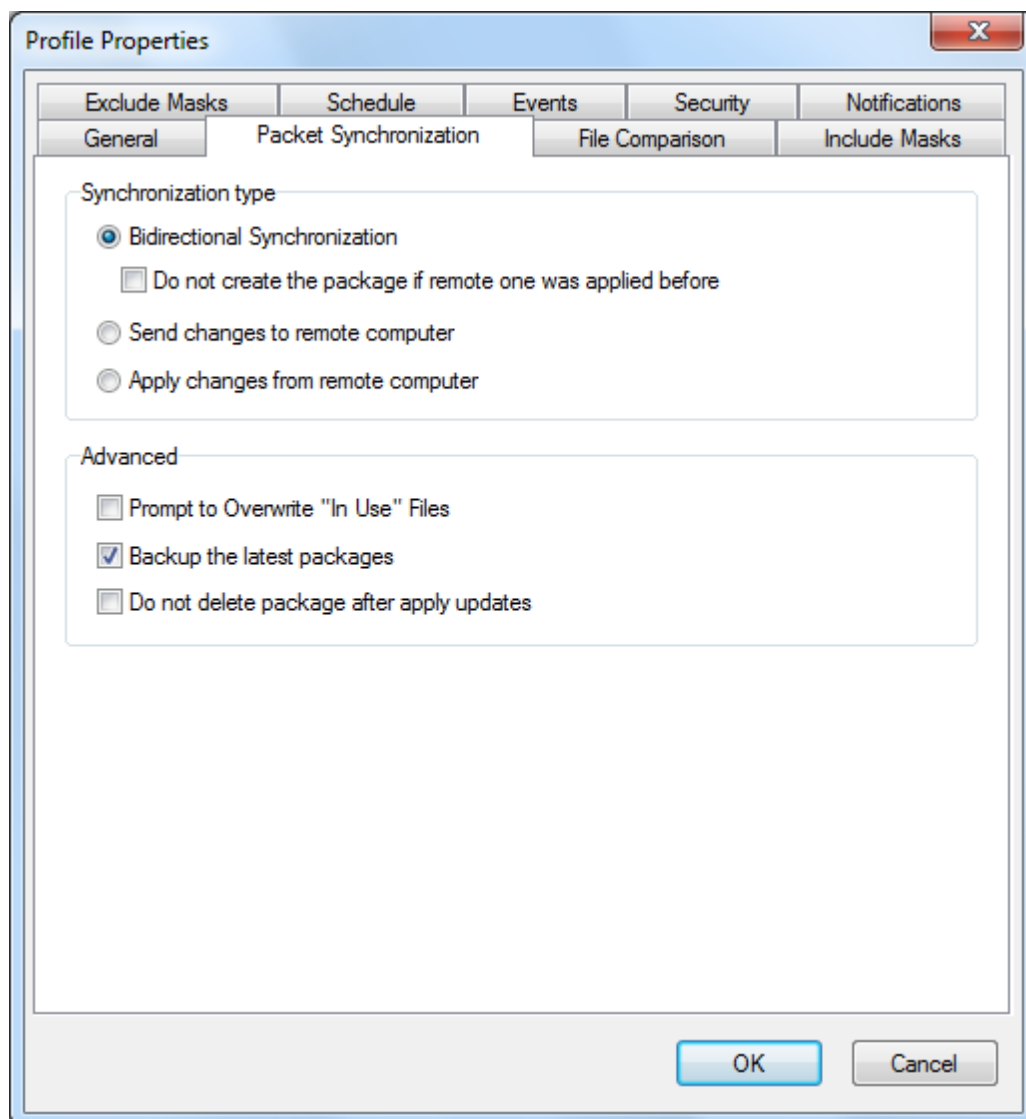 Profile Properties
Exclude Masks Schedule Events Security Notifications
General Packet Synchronization File Comparison Include Masks
Synchronization type
Bidirectional Synchronization
Do not create the package if remote one was applied before
Send changes to remote computer
Apply changes from remote computer
Advanced
Prompt to Overwrite "In Use" Files
Backup the latest packages
Do not delete package after apply updates
OK Cancel